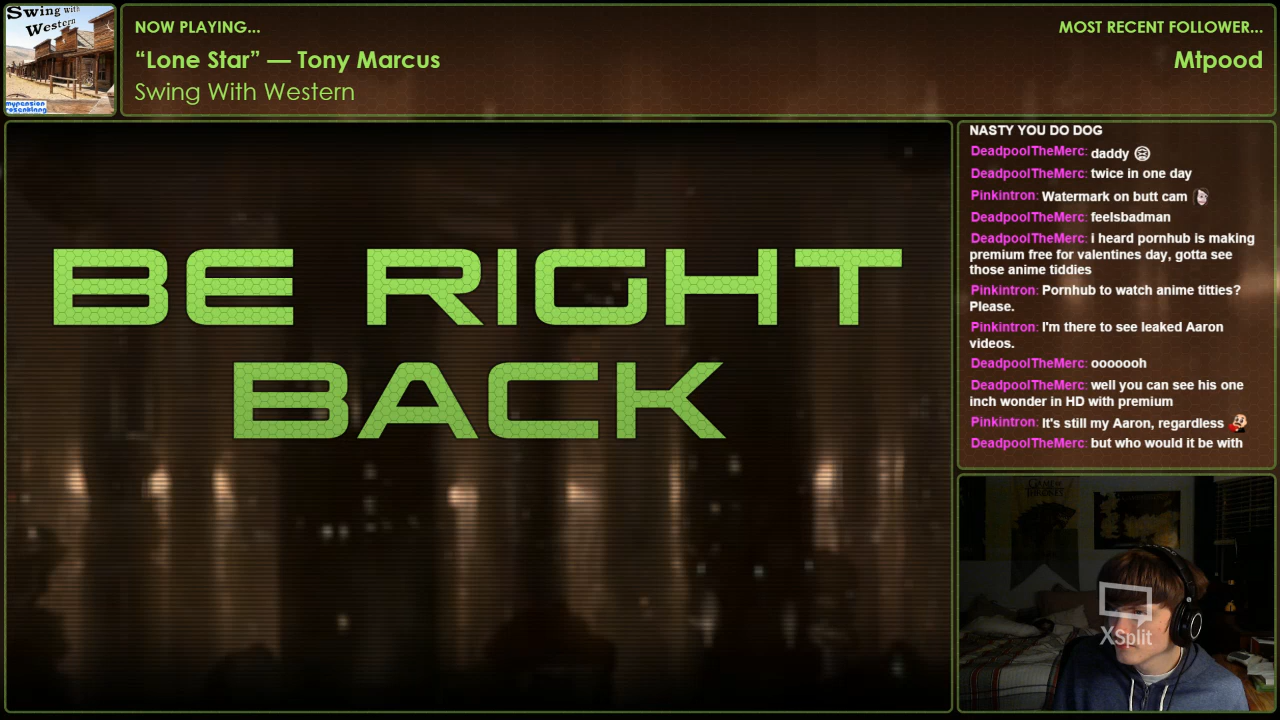 Swing with
Western
mypension
rosenblang
NOW PLAYING...
“Lone Star” — Tony Marcus
Swing With Western
MOST RECENT FOLLOWER...
Mtpood
BE RIGHT
BACK
NASTY YOU DO DOG
DeadpoolTheMerc: daddy
DeadpoolTheMerc: twice in one day
Pinkintron: Watermark on butt cam
DeadpoolTheMerc: feelsbadman
DeadpoolTheMerc: i heard pornhub is making
premium free for valentines day, gotta see
those anime tiddies
Pinkintron: Pornhub to watch anime titties?
Please.
Pinkintron: I'm there to see leaked Aaron
videos.
DeadpoolTheMerc: ooooooh
DeadpoolTheMerc: well you can see his one
inch wonder in HD with premium
Pinkintron: It's still my Aaron, regardless
DeadpoolTheMerc: but who would it be with
GAME OF
THRONES
XSplit